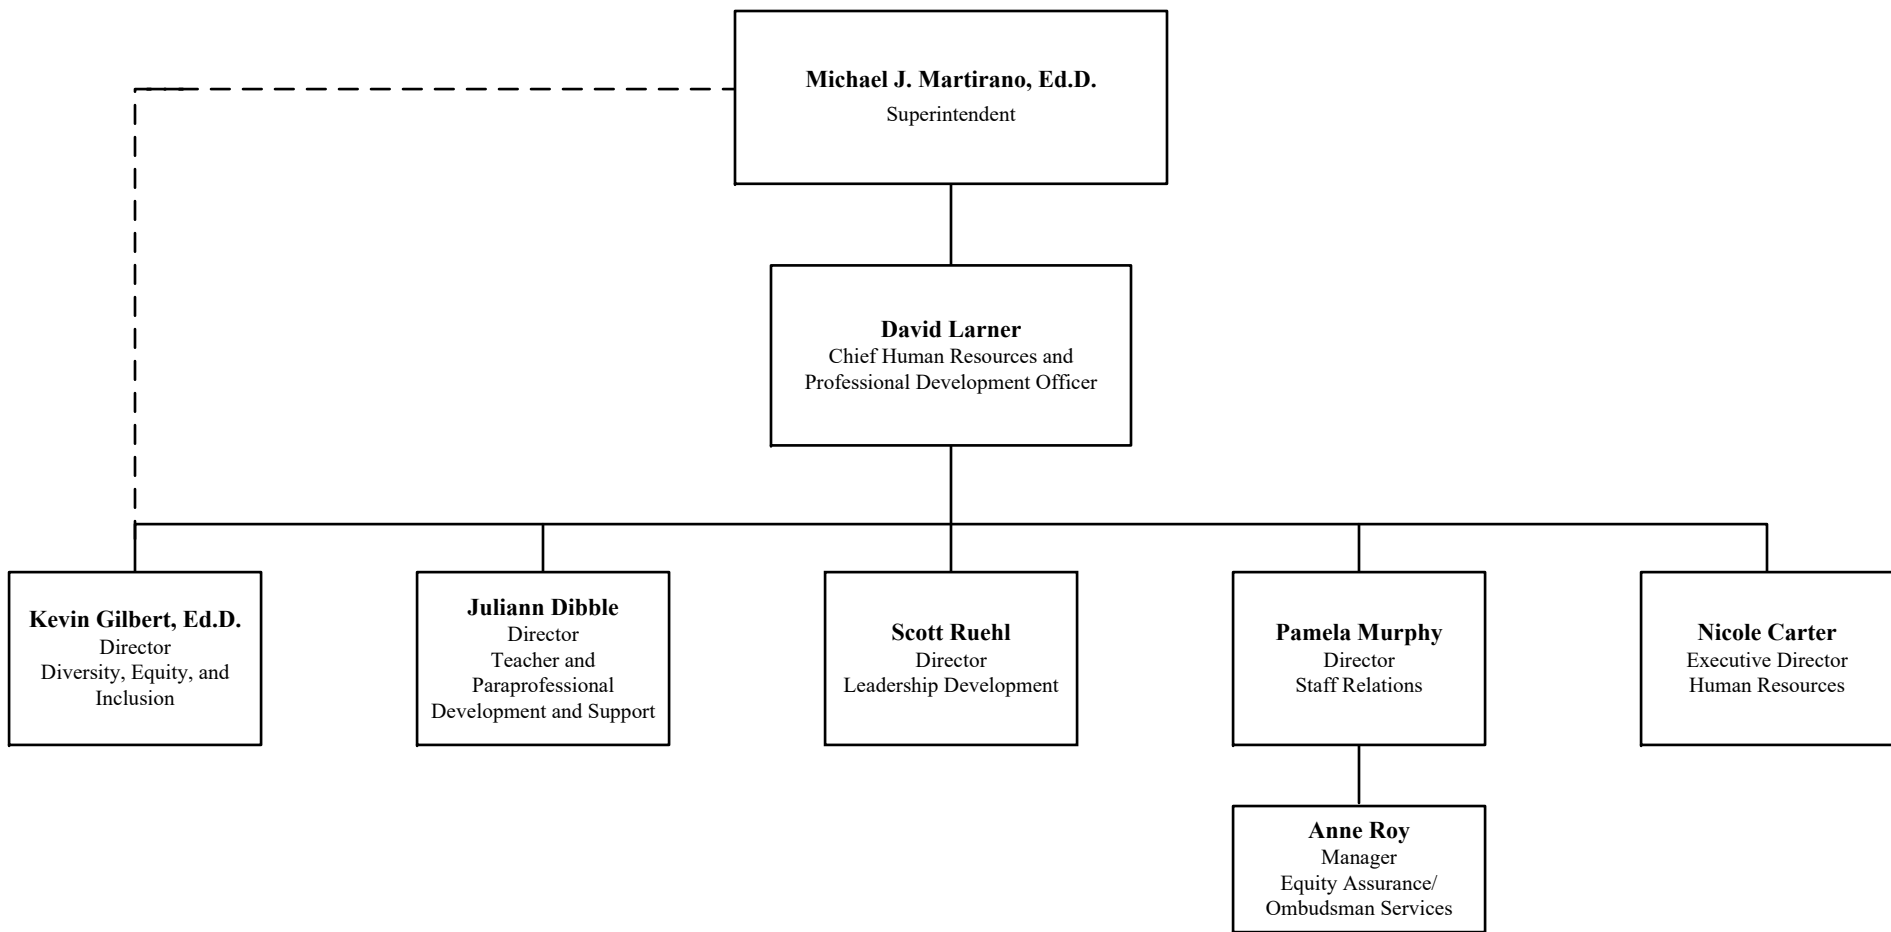 Michael J. Martirano, Ed.D.
Superintendent
David Larner
Chief Human Resources and
Professional Development Officer
Kevin Gilbert, Ed.D.
Director
Diversity, Equity, and
Inclusion
Juliann Dibble
Director
Teacher and
Paraprofessional
Development and Support
Scott Ruehl
Director
Leadership Development
Pamela Murphy
Director
Staff Relations
Nicole Carter
Executive Director
Human Resources
Anne Roy
Manager
Equity Assurance/
Ombudsman Services